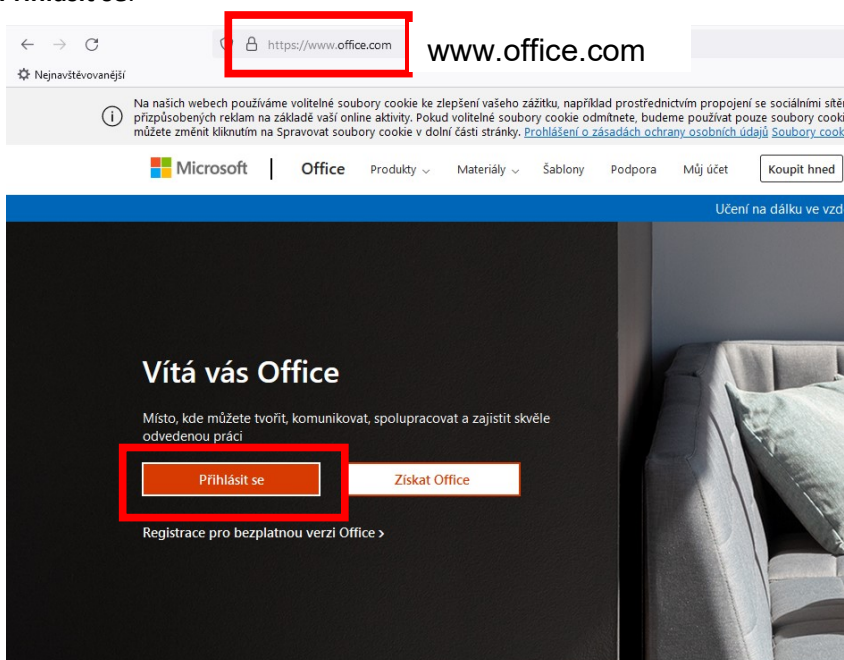 https://www.office.com
www.office.com
Nejnavštěvovanější
Na našich webech používáme volitelné soubory cookie ke zlepšení vašeho zážitku, například prostřednictvím propojení se sociálními sítěm
přizpůsobených reklam na základě vaší online aktivity. Pokud volitelné soubory cookie odmítnete, budeme používat pouze soubory cooki
můžete změnit kliknutím na Spravovat soubory cookie v dolní části stránky. Prohlášení o zásadách ochrany osobních údajů Soubory cook
Microsoft Office Produkty Materiály Šablony Podpora Můj účet Koupit hned
Učení na dálku ve vzd
Vítá vás Office
Místo, kde můžete tvořit, komunikovat, spolupracovat a zajistit skvěle
odvedenou práci
Přihlásit se Získat Office
Registrace pro bezplatnou verzi Office >